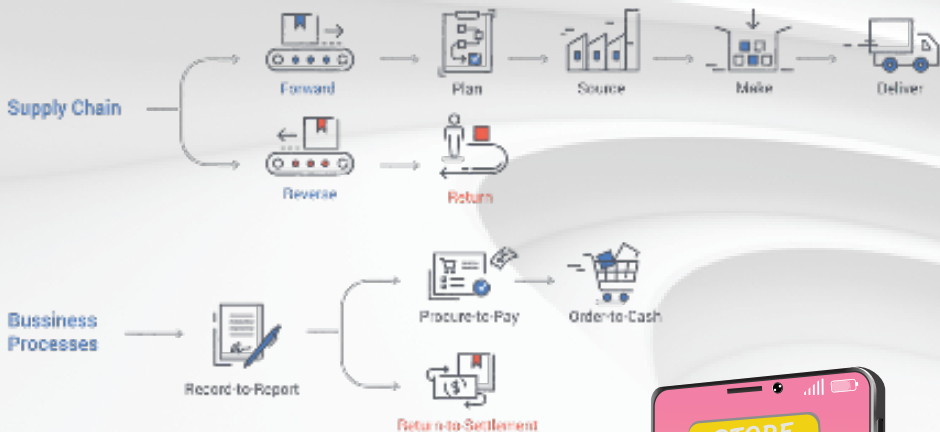 Forward
Plan
Source
Make
Deliver
Supply Chain
Reverse
Return
Procure-to-Pay
Order-to-Cash
Bussiness
Processes
Record-to-Report
Return-to-Settlement
STORE